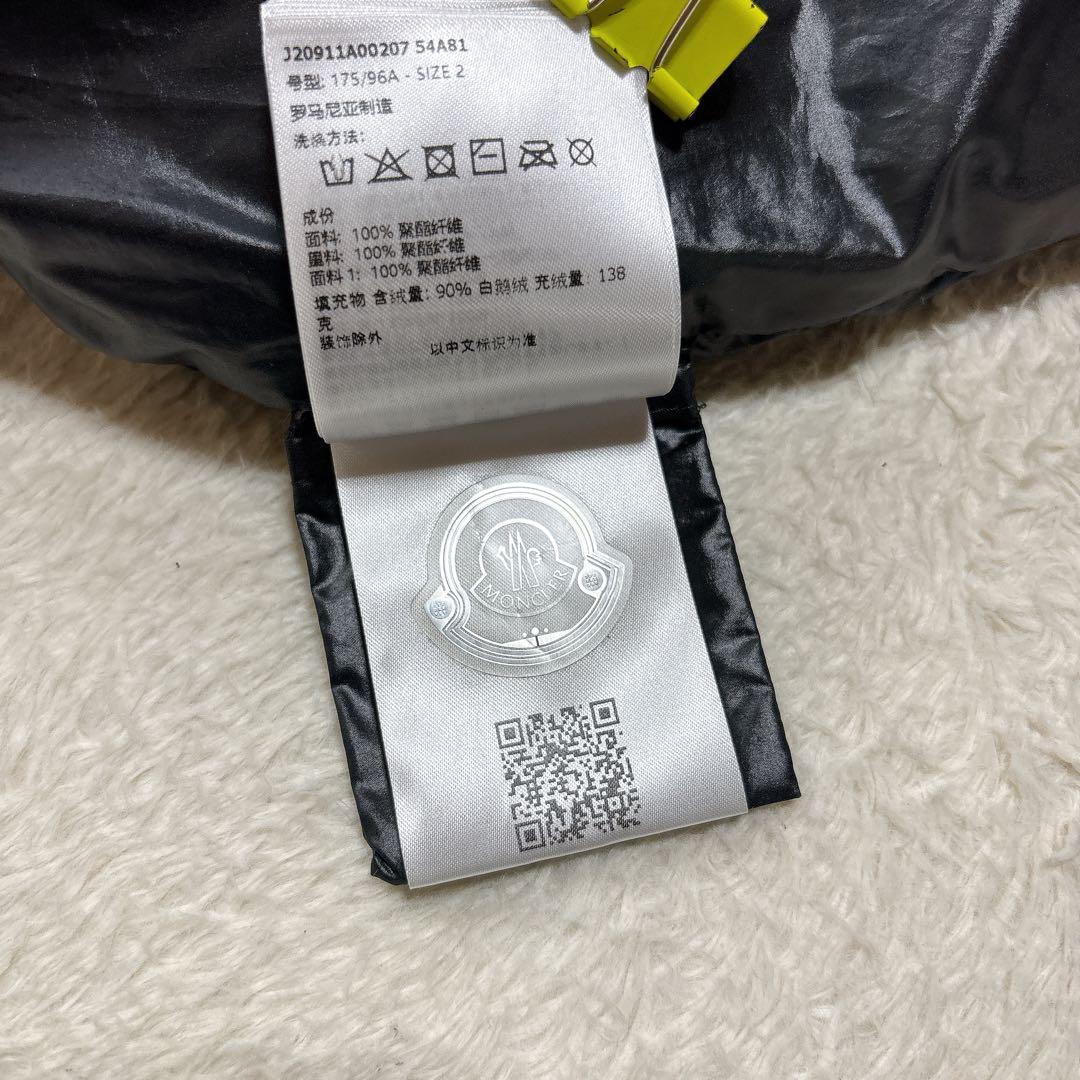 J20911A00207 54A81
号型: 175/96A - SIZE 2
罗马尼亚制造
洗涤方法:
成份
面料: 100% 聚酯纤维
里料: 100% 聚酯纤维
面料 1: 100% 聚酯纤维
填充物 含绒量: 90% 白鹅绒 充绒量: 138
克
装饰除外 以中文标识为准
MONCLER